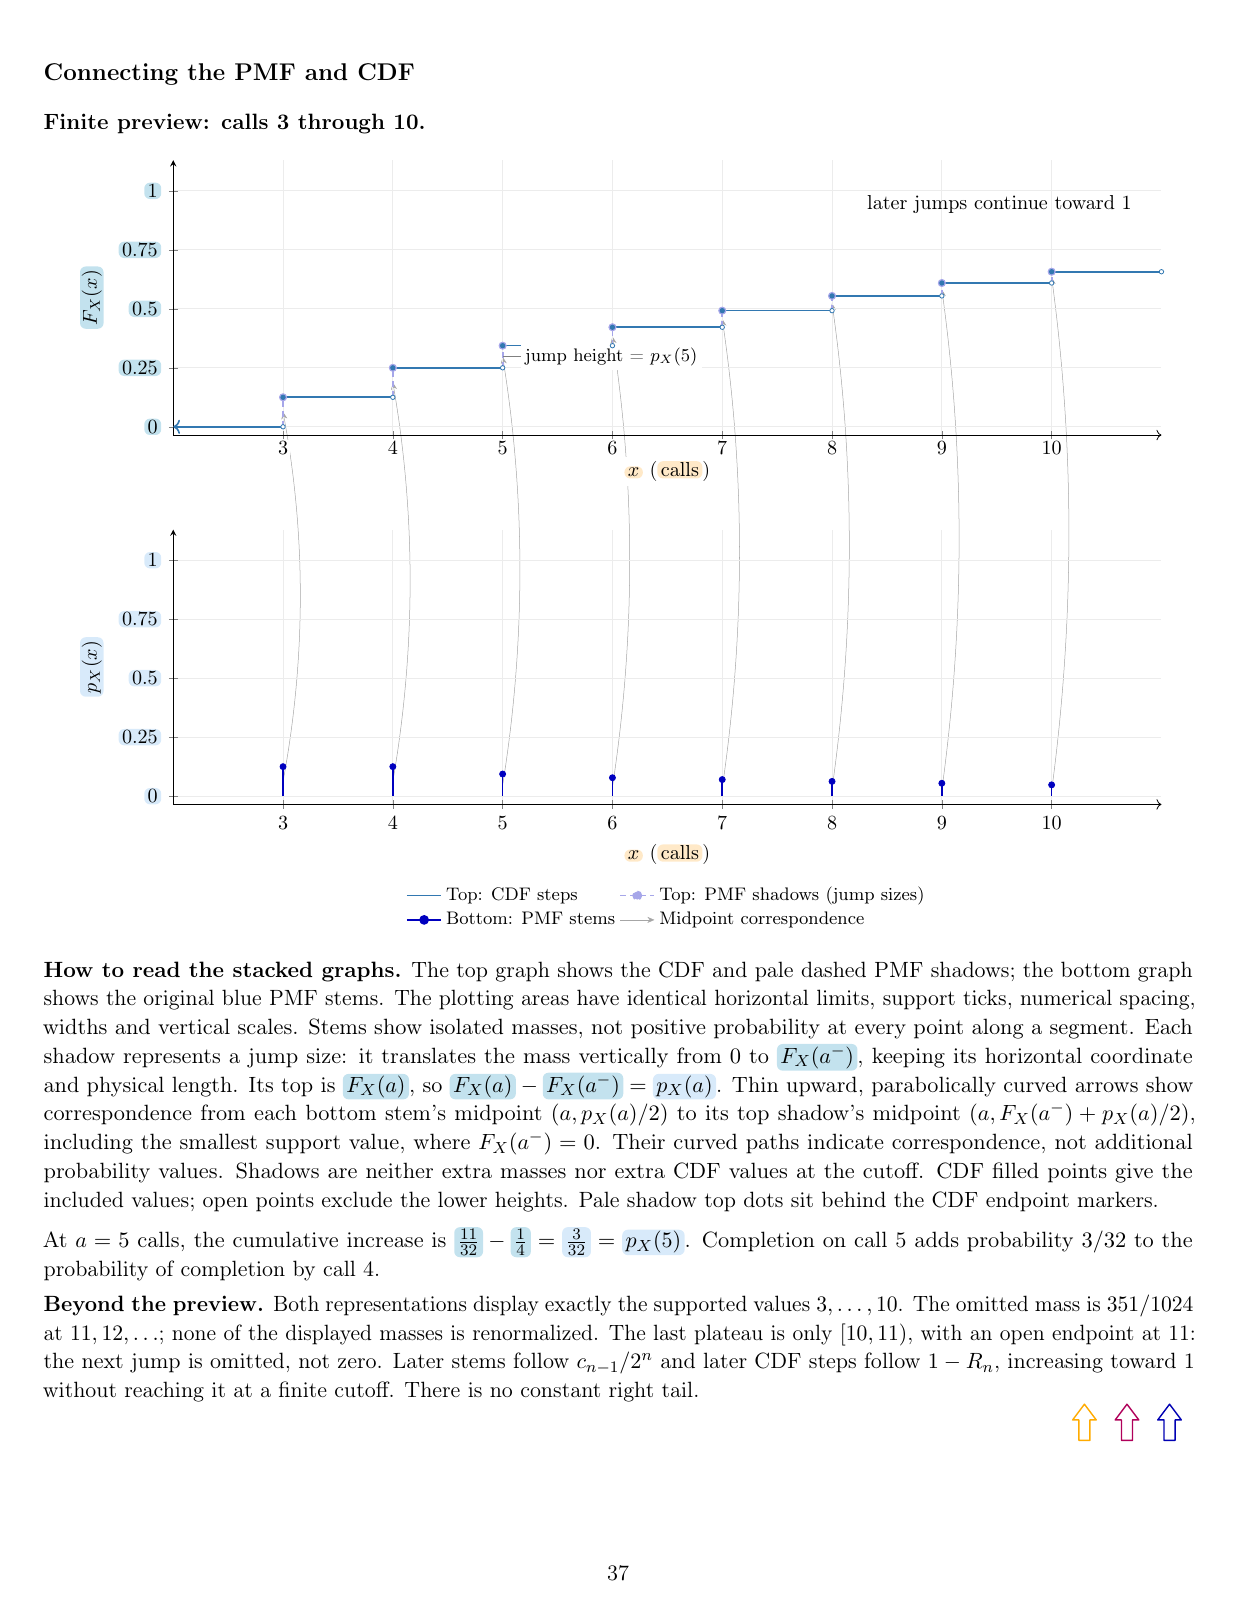 Connecting the PMF and CDF
Finite preview: calls 3 through 10.
1
later jumps continue toward 1
0.75
F_X(x)
0.5
jump height = p_X(5)
0.25
0
3 4 5 6 7 8 9 10
x (calls)
1
0.75
p_X(x)
0.5
0.25
0
3 4 5 6 7 8 9 10
x (calls)
Top: CDF steps Top: PMF shadows (jump sizes)
Bottom: PMF stems Midpoint correspondence
How to read the stacked graphs. The top graph shows the CDF and pale dashed PMF shadows; the bottom graph
shows the original blue PMF stems. The plotting areas have identical horizontal limits, support ticks, numerical spacing,
widths and vertical scales. Stems show isolated masses, not positive probability at every point along a segment. Each
shadow represents a jump size: it translates the mass vertically from 0 to F_X(a⁻), keeping its horizontal coordinate
and physical length. Its top is F_X(a), so F_X(a) − F_X(a⁻) = p_X(a). Thin upward, parabolically curved arrows show
correspondence from each bottom stem's midpoint (a, p_X(a)/2) to its top shadow's midpoint (a, F_X(a⁻) + p_X(a)/2),
including the smallest support value, where F_X(a⁻) = 0. Their curved paths indicate correspondence, not additional
probability values. Shadows are neither extra masses nor extra CDF values at the cutoff. CDF filled points give the
included values; open points exclude the lower heights. Pale shadow top dots sit behind the CDF endpoint markers.
At a = 5 calls, the cumulative increase is 11/32 − 1/4 = 3/32 = p_X(5). Completion on call 5 adds probability 3/32 to the
probability of completion by call 4.
Beyond the preview. Both representations display exactly the supported values 3, . . . , 10. The omitted mass is 351/1024
at 11, 12, . . .; none of the displayed masses is renormalized. The last plateau is only [10, 11), with an open endpoint at 11:
the next jump is omitted, not zero. Later stems follow c_{n−1}/2ⁿ and later CDF steps follow 1 − R_n, increasing toward 1
without reaching it at a finite cutoff. There is no constant right tail.
37